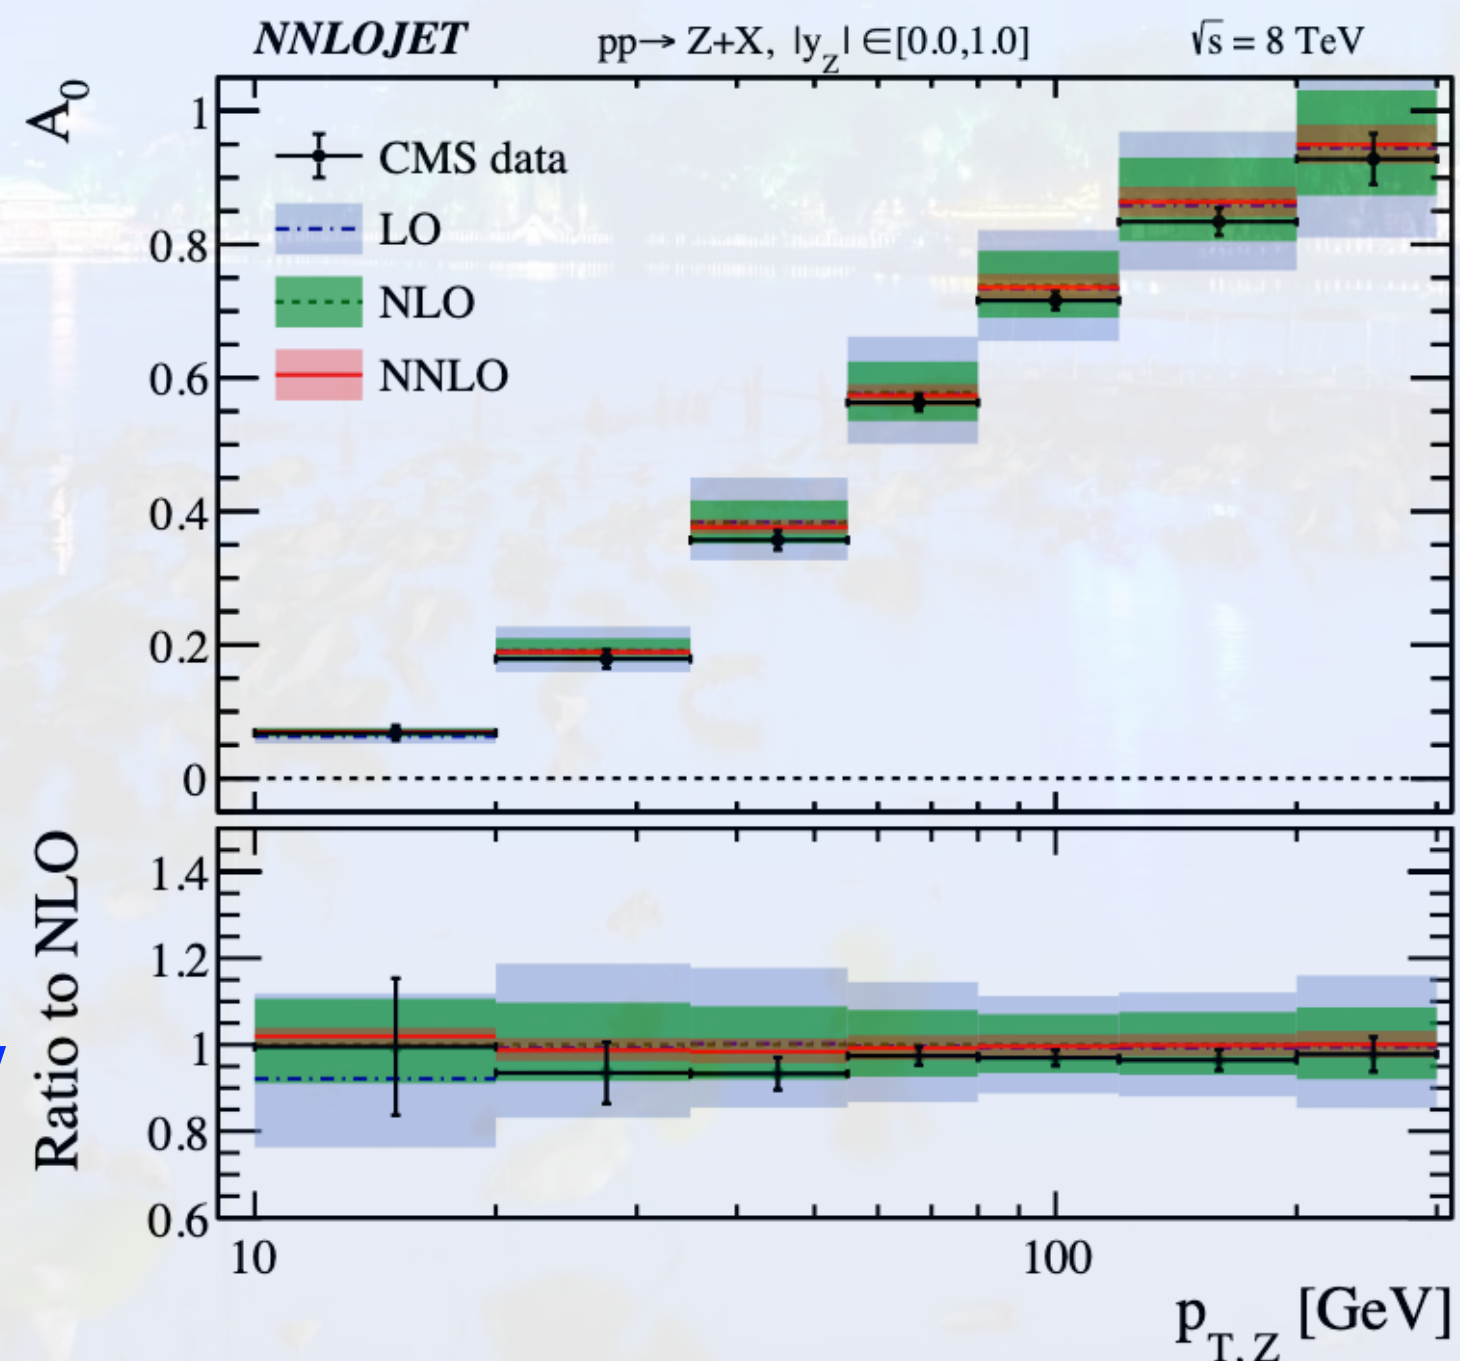 NNLOJET pp→ Z+X, |y_Z| ∈[0.0,1.0] √s = 8 TeV
A_0
1
CMS data
LO
0.8
NLO
NNLO
0.6
0.4
0.2
0
Ratio to NLO
1.4
1.2
1
0.8
0.6
10 100
p_T,Z [GeV]